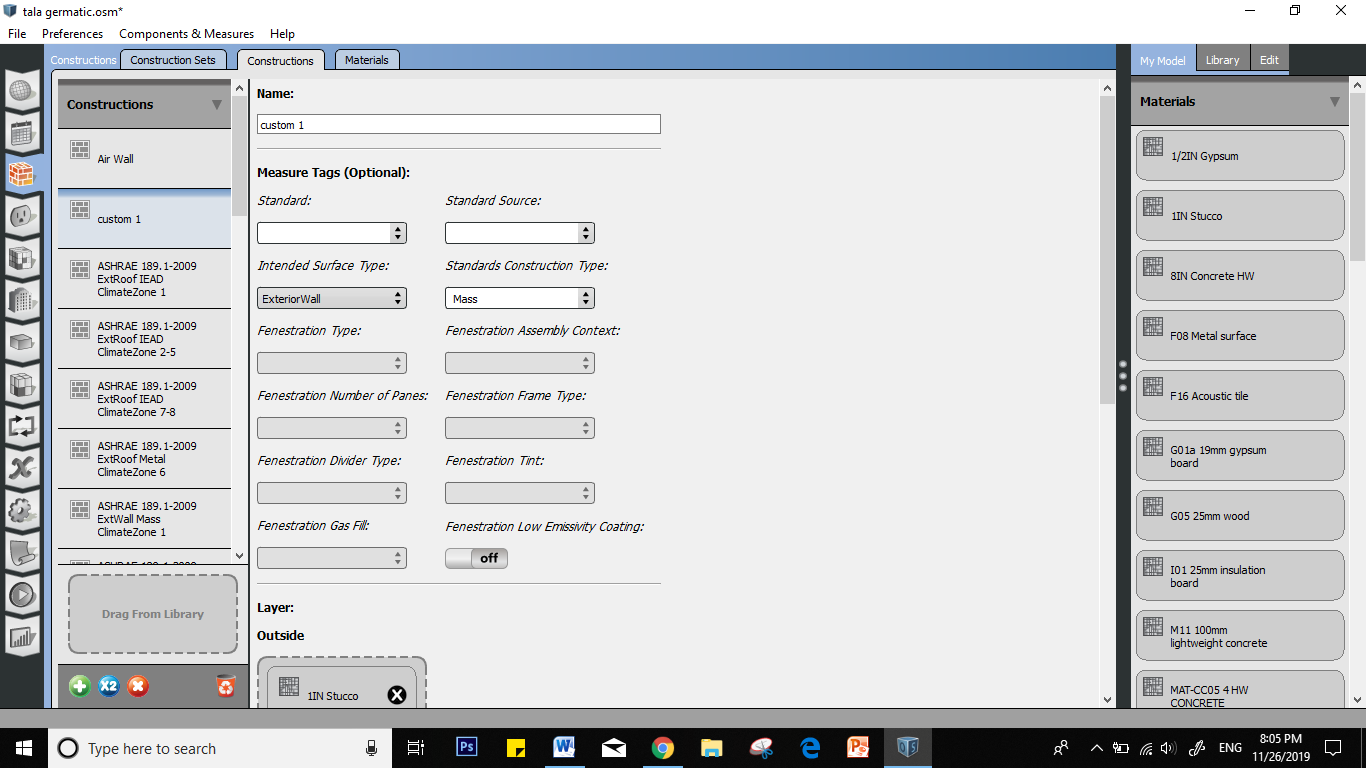 tala germatic.osm*
File Preferences Components & Measures Help
Constructions Construction Sets Constructions Materials
My Model Library Edit
Constructions
Air Wall
custom 1
ASHRAE 189.1-2009
ExtRoof IEAD
ClimateZone 1
ASHRAE 189.1-2009
ExtRoof IEAD
ClimateZone 2-5
ASHRAE 189.1-2009
ExtRoof IEAD
ClimateZone 7-8
ASHRAE 189.1-2009
ExtRoof Metal
ClimateZone 6
ASHRAE 189.1-2009
ExtWall Mass
ClimateZone 1
Drag From Library
X2
Name:
custom 1
Measure Tags (Optional):
Standard: Standard Source:
Intended Surface Type: Standards Construction Type:
ExteriorWall Mass
Fenestration Type: Fenestration Assembly Context:
Fenestration Number of Panes: Fenestration Frame Type:
Fenestration Divider Type: Fenestration Tint:
Fenestration Gas Fill: Fenestration Low Emissivity Coating:
off
Layer:
Outside
1IN Stucco
Materials
1/2IN Gypsum
1IN Stucco
8IN Concrete HW
F08 Metal surface
F16 Acoustic tile
G01a 19mm gypsum
board
G05 25mm wood
I01 25mm insulation
board
M11 100mm
lightweight concrete
MAT-CC05 4 HW
CONCRETE
Type here to search
Ps
ENG
8:05 PM
11/26/2019